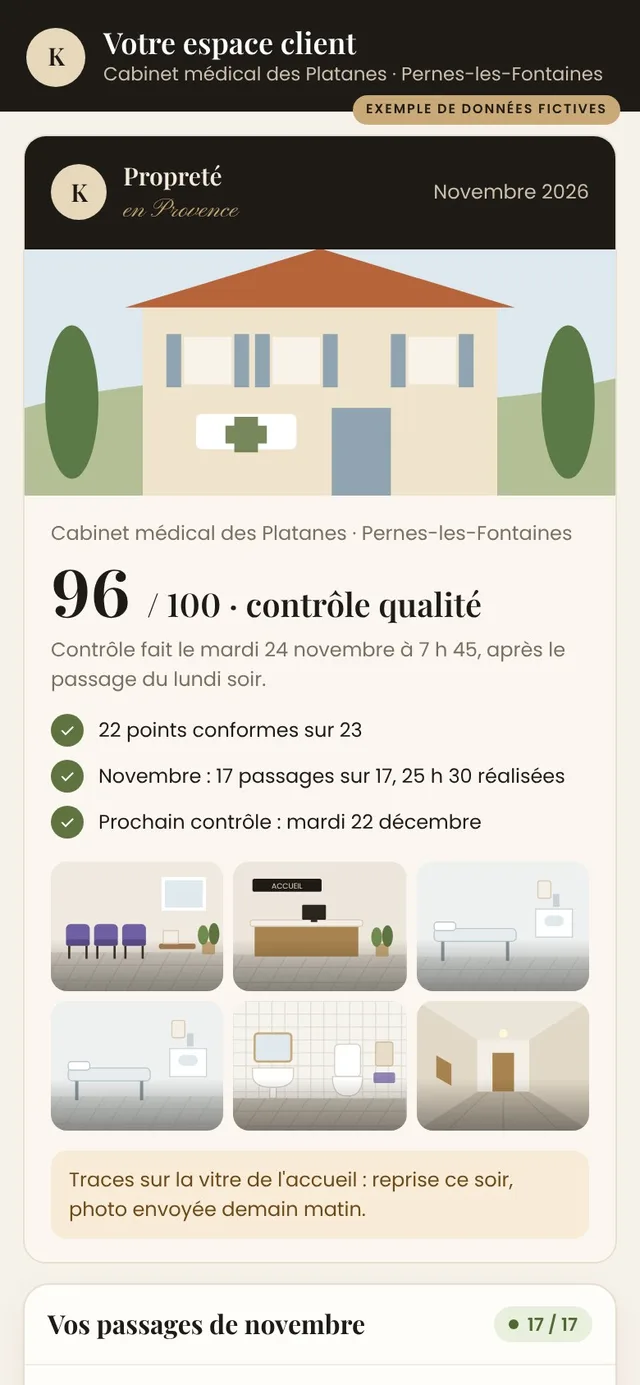 K
Votre espace client
Cabinet médical des Platanes · Pernes-les-Fontaines
EXEMPLE DE DONNÉES FICTIVES
K
Propreté
en Provence
Novembre 2026
Cabinet médical des Platanes · Pernes-les-Fontaines
96 / 100 · contrôle qualité
Contrôle fait le mardi 24 novembre à 7 h 45, après le
passage du lundi soir.
22 points conformes sur 23
Novembre : 17 passages sur 17, 25 h 30 réalisées
Prochain contrôle : mardi 22 décembre
ACCUEIL
Traces sur la vitre de l'accueil : reprise ce soir,
photo envoyée demain matin.
Vos passages de novembre
17 / 17